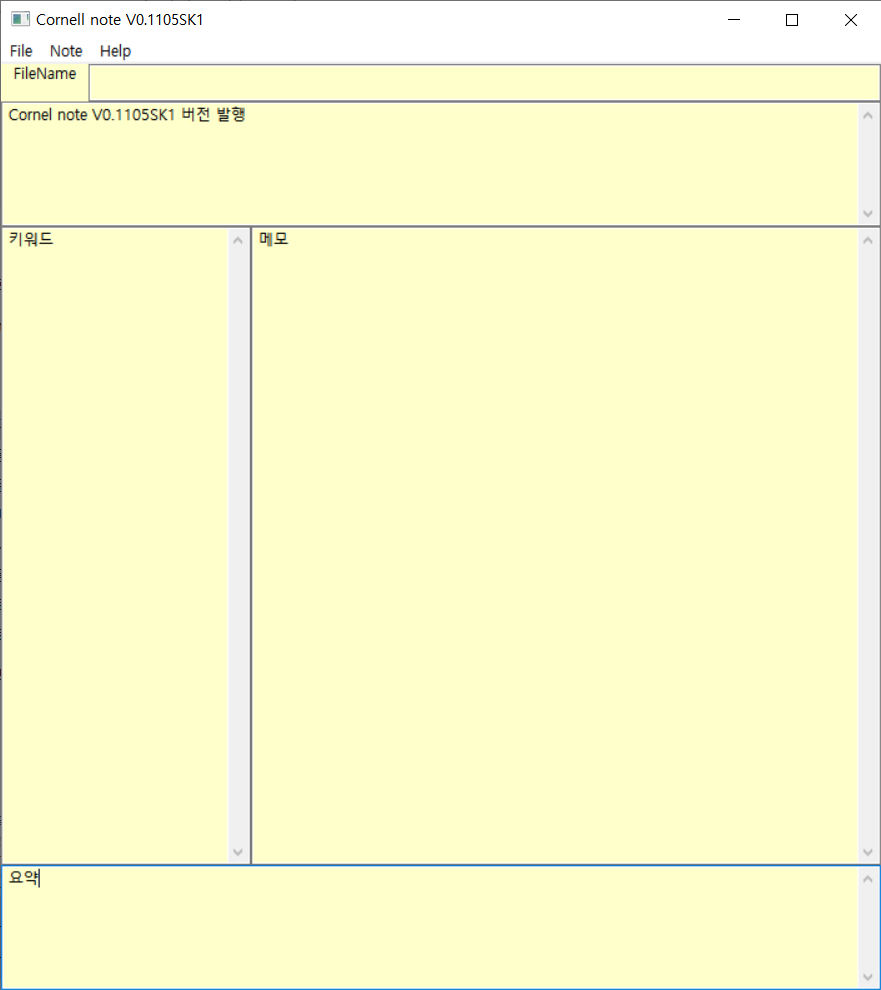 Cornell note V0.1105SK1
File Note Help
FileName
Cornel note V0.1105SK1 버전 발행
키워드
메모
요약